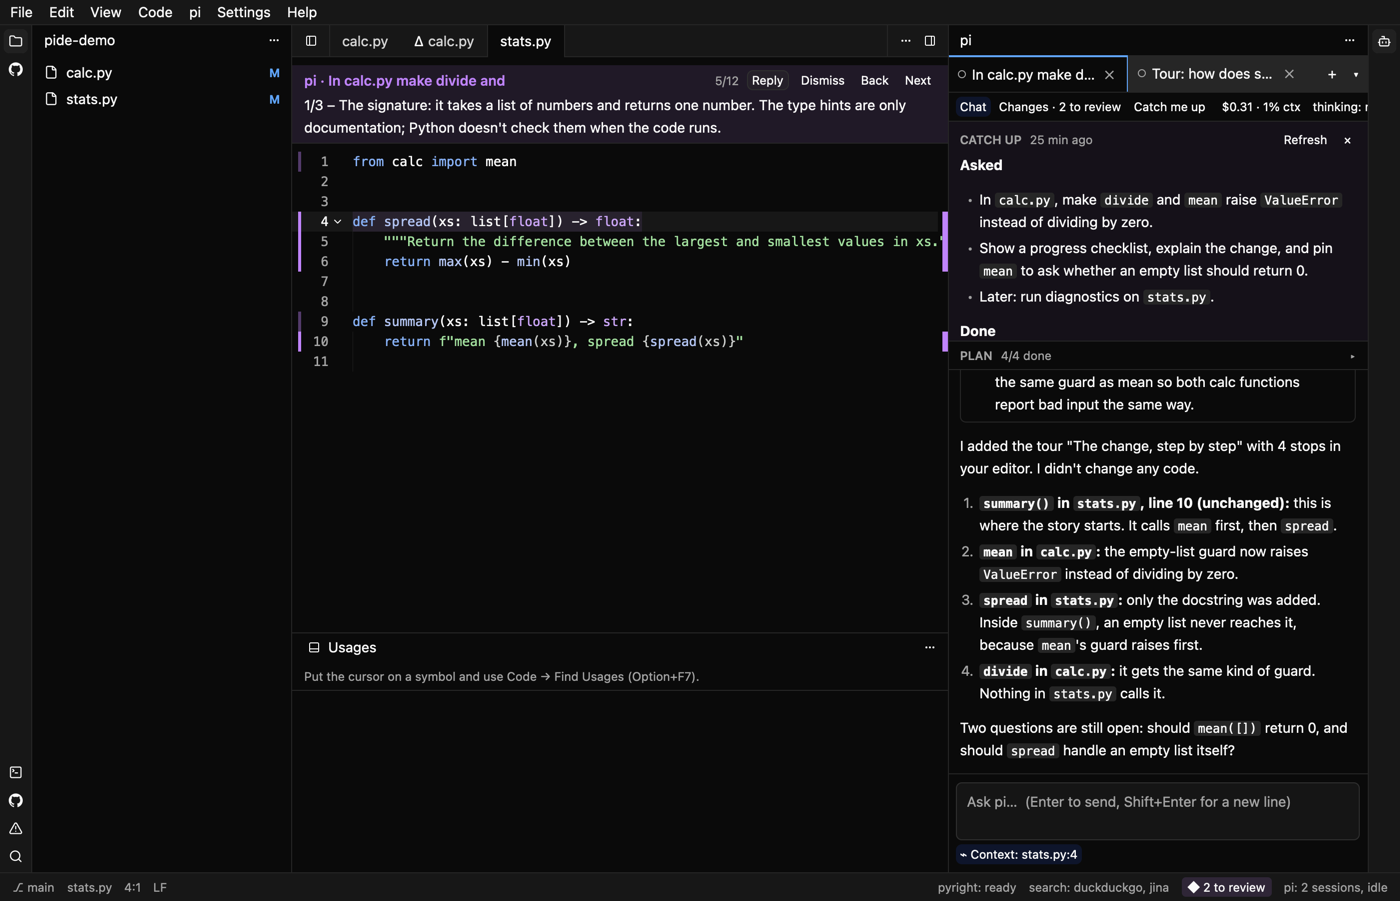 File Edit View Code pi Settings Help
pide-demo
calc.py M
stats.py M
calc.py
Δ calc.py
stats.py
pi · In calc.py make divide and
5/12 Reply Dismiss Back Next
1/3 – The signature: it takes a list of numbers and returns one number. The type hints are only
documentation; Python doesn't check them when the code runs.
1 from calc import mean
2
3
4 def spread(xs: list[float]) -> float:
5 """Return the difference between the largest and smallest values in xs."
6 return max(xs) - min(xs)
7
8
9 def summary(xs: list[float]) -> str:
10 return f"mean {mean(xs)}, spread {spread(xs)}"
11
Usages
Put the cursor on a symbol and use Code → Find Usages (Option+F7).
pi
In calc.py make d...
Tour: how does s...
Chat Changes · 2 to review Catch me up $0.31 · 1% ctx thinking:
CATCH UP 25 min ago Refresh ×
Asked
• In calc.py, make divide and mean raise ValueError
instead of dividing by zero.
• Show a progress checklist, explain the change, and pin
mean to ask whether an empty list should return 0.
• Later: run diagnostics on stats.py.
Done
PLAN 4/4 done
the same guard as mean so both calc functions
report bad input the same way.
I added the tour "The change, step by step" with 4 stops in
your editor. I didn't change any code.
1. summary() in stats.py, line 10 (unchanged): this is
where the story starts. It calls mean first, then spread.
2. mean in calc.py: the empty-list guard now raises
ValueError instead of dividing by zero.
3. spread in stats.py: only the docstring was added.
Inside summary(), an empty list never reaches it,
because mean's guard raises first.
4. divide in calc.py: it gets the same kind of guard.
Nothing in stats.py calls it.
Two questions are still open: should mean([]) return 0, and
should spread handle an empty list itself?
Ask pi... (Enter to send, Shift+Enter for a new line)
Context: stats.py:4
main stats.py 4:1 LF
pyright: ready search: duckduckgo, jina ◆ 2 to review pi: 2 sessions, idle